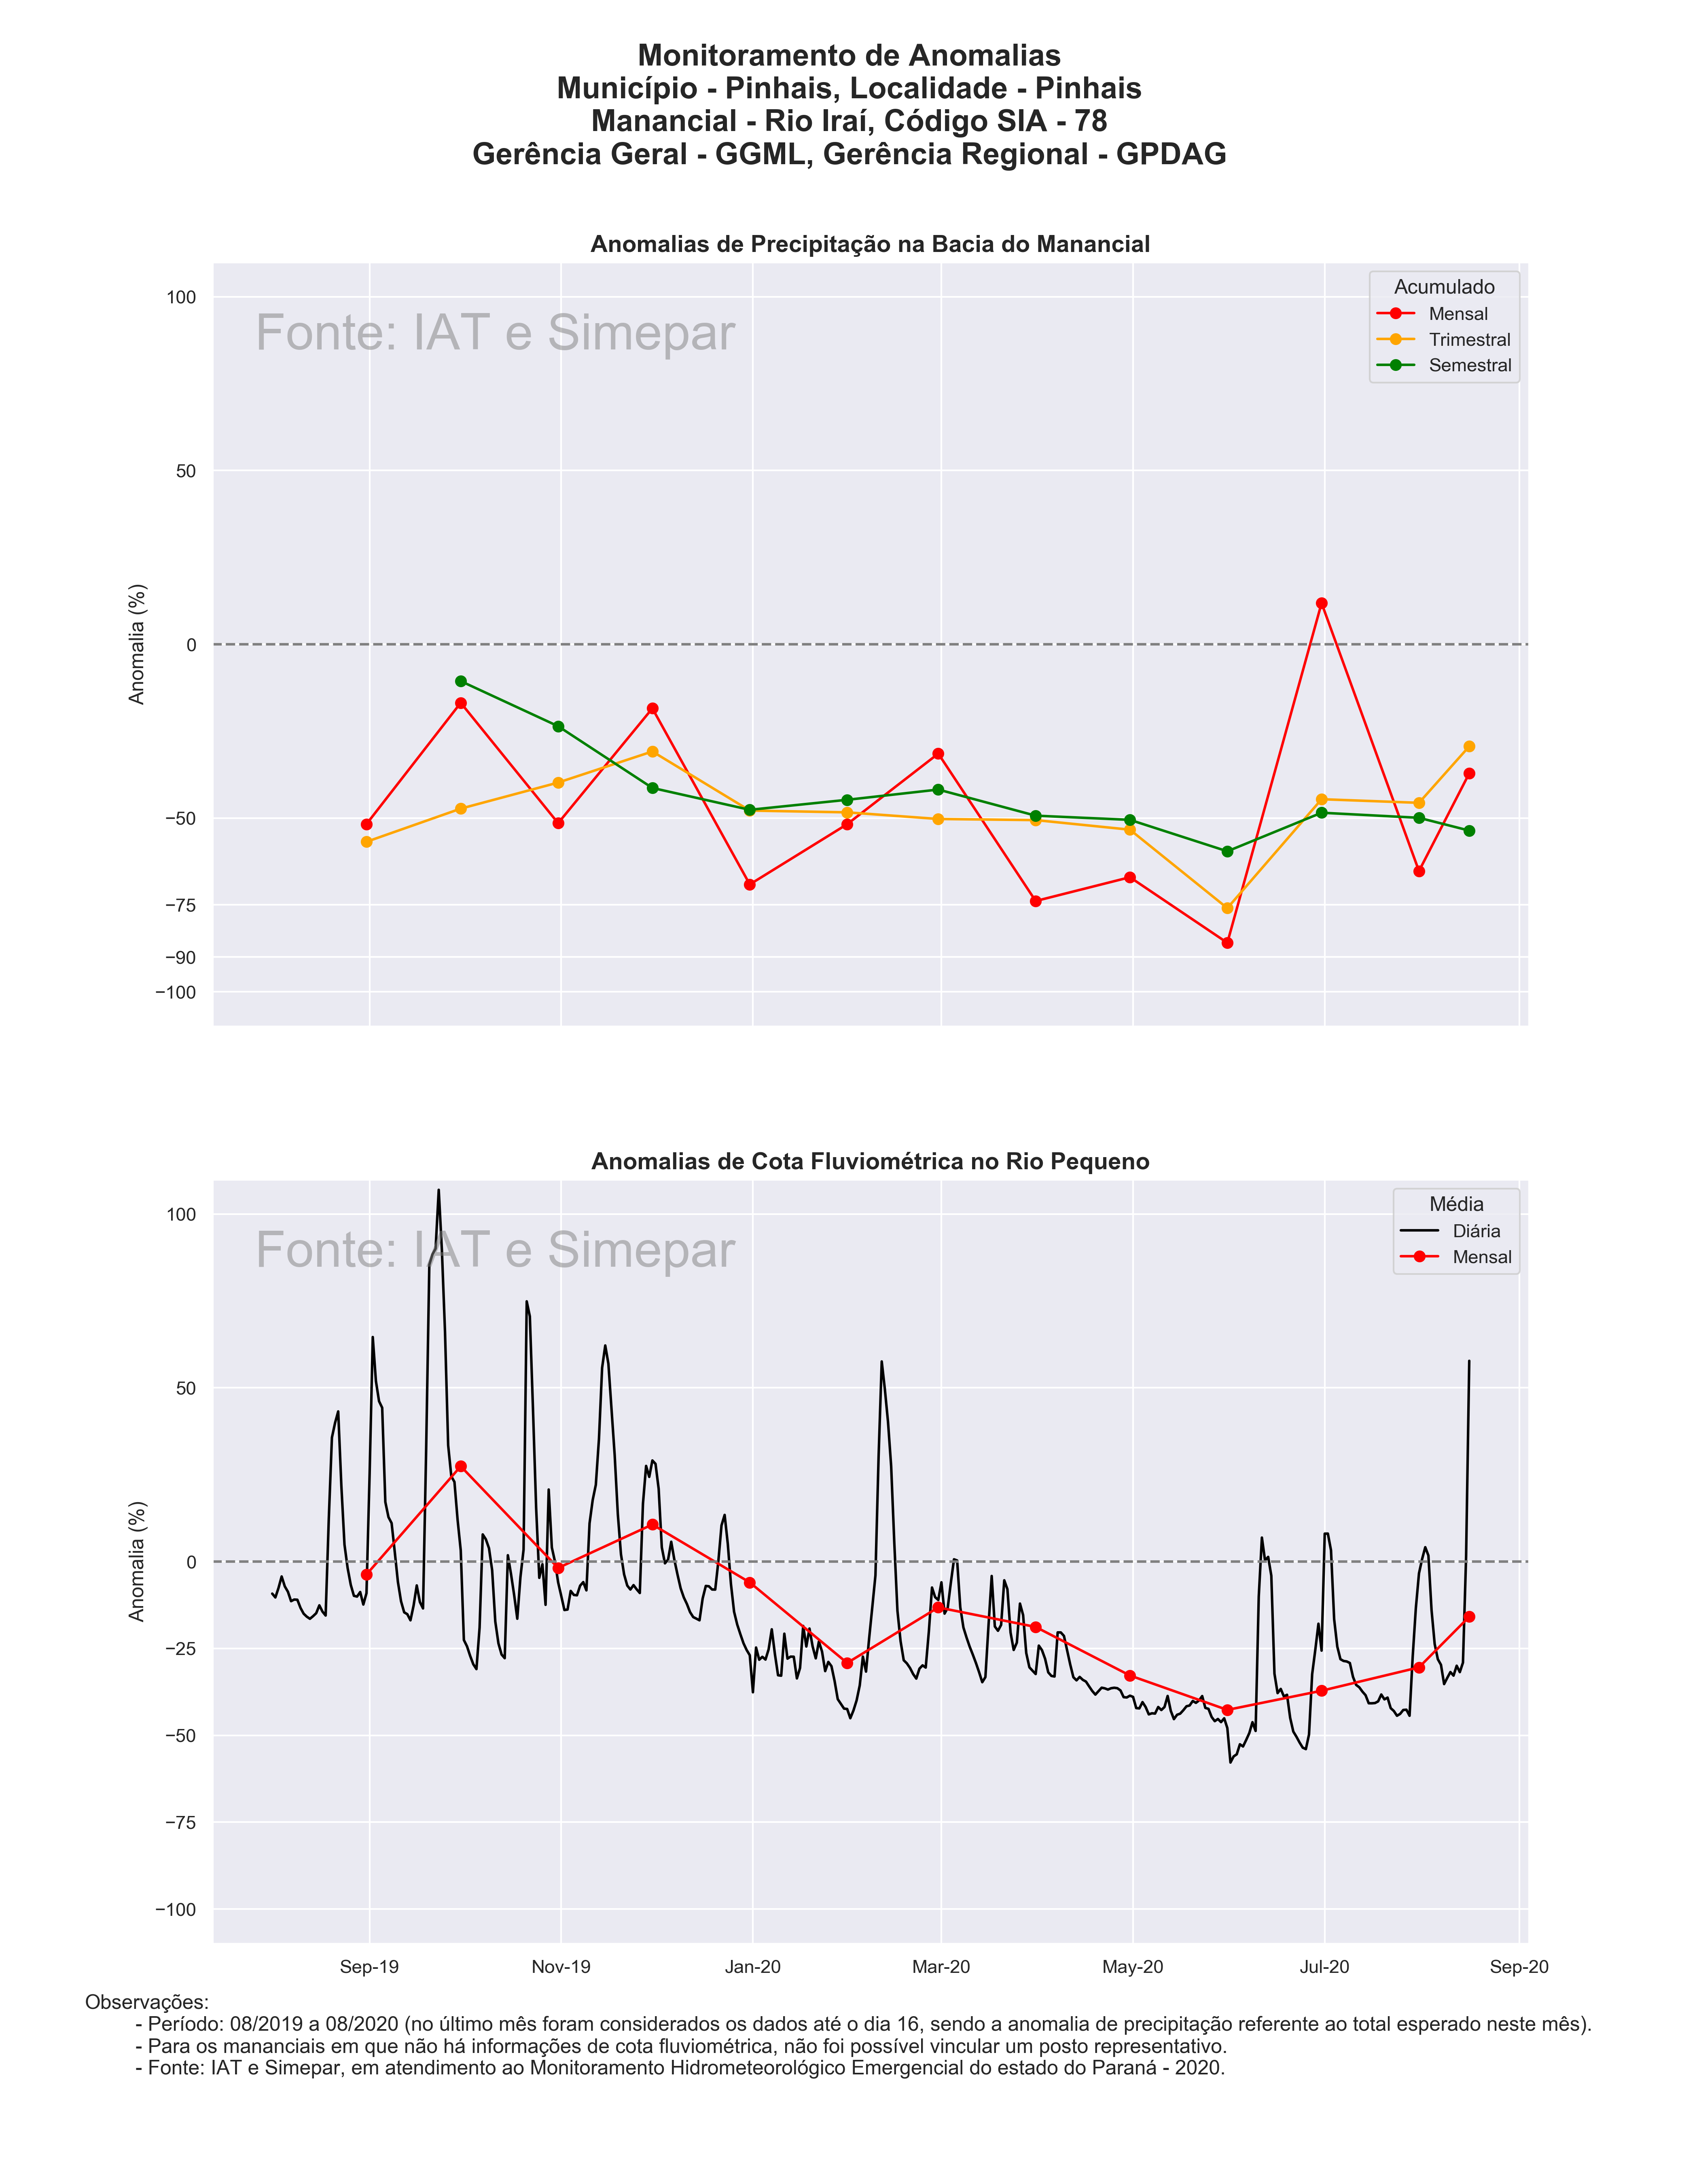 Monitoramento de Anomalias
Município - Pinhais, Localidade - Pinhais
Manancial - Rio Iraí, Código SIA - 78
Gerência Geral - GGML, Gerência Regional - GPDAG
Anomalias de Precipitação na Bacia do Manancial
Fonte: IAT e Simepar
Acumulado
Mensal
Trimestral
Semestral
Anomalia (%)
100
50
0
−50
−75
−90
−100
Anomalias de Cota Fluviométrica no Rio Pequeno
Fonte: IAT e Simepar
Média
Diária
Mensal
Anomalia (%)
100
50
0
−25
−50
−75
−100
Sep-19 Nov-19 Jan-20 Mar-20 May-20 Jul-20 Sep-20
Observações:
- Período: 08/2019 a 08/2020 (no último mês foram considerados os dados até o dia 16, sendo a anomalia de precipitação referente ao total esperado neste mês).
- Para os mananciais em que não há informações de cota fluviométrica, não foi possível vincular um posto representativo.
- Fonte: IAT e Simepar, em atendimento ao Monitoramento Hidrometeorológico Emergencial do estado do Paraná - 2020.